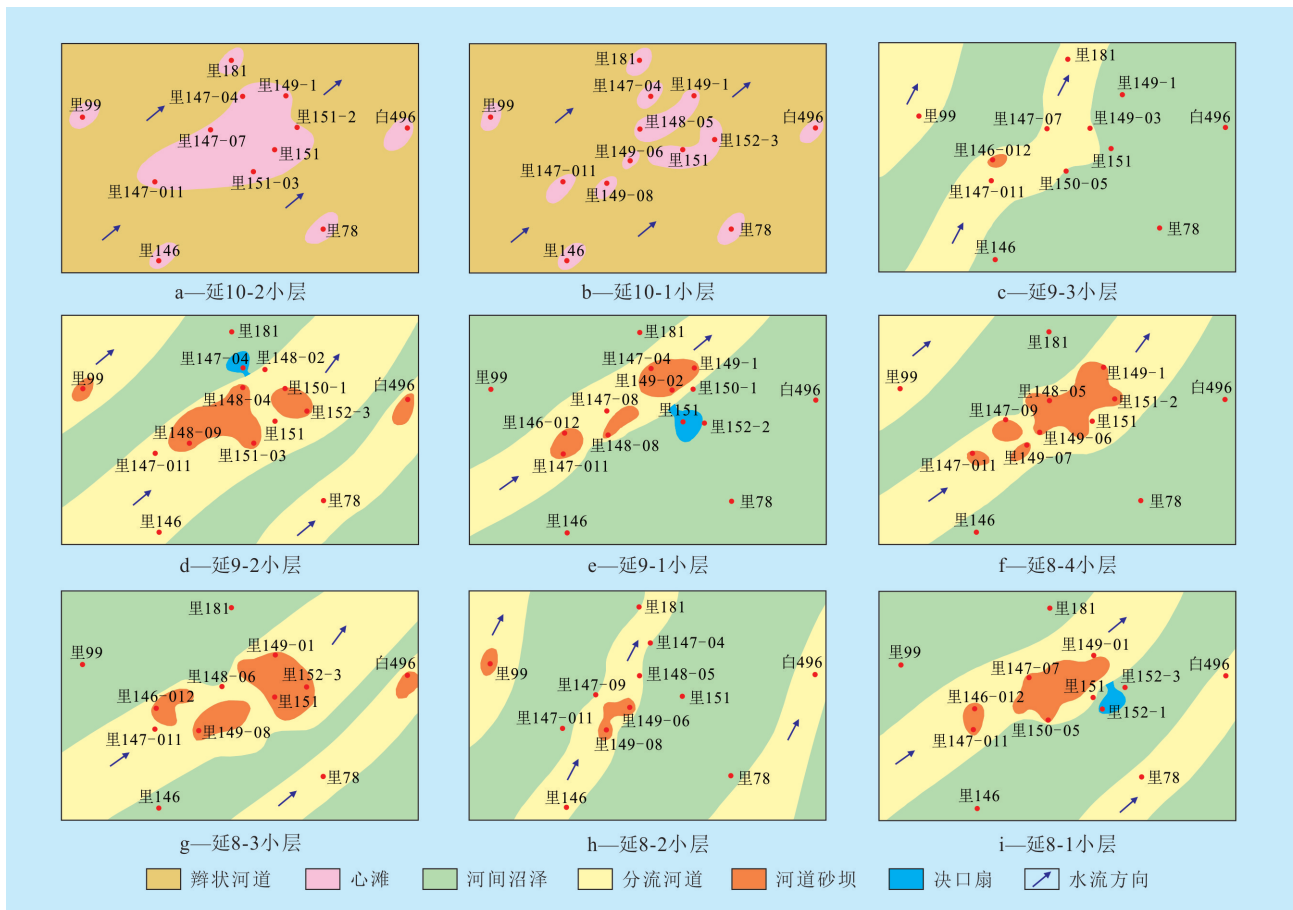 里181
里147-04
里149-1
里99
里151-2
白496
里147-07
里151
里147-011
里151-03
里78
里146
a—延10-2小层
里181
里147-04
里149-1
里99
里148-05
白496
里152-3
里149-06
里151
里147-011
里149-08
里78
里146
b—延10-1小层
里181
里149-1
里99
里147-07
里149-03
白496
里146-012
里151
里147-011
里150-05
里78
里146
c—延9-3小层
里181
里147-04
里148-02
里99
里150-1
白496
里148-04
里152-3
里148-09
里151
里147-011
里151-03
里78
里146
d—延9-2小层
里181
里147-04
里149-1
里99
里149-02
里150-1
白496
里147-08
里151
里146-012
里152-2
里148-08
里147-011
里78
里146
e—延9-1小层
里181
里149-1
里99
里148-05
白496
里151-2
里147-09
里151
里149-06
里147-011
里149-07
里78
里146
f—延8-4小层
里181
里149-01
里99
白496
里148-06
里152-3
里146-012
里151
里147-011
里149-08
里78
里146
g—延8-3小层
里181
里147-04
里99
白496
里148-05
里147-09
里151
里147-011
里149-06
里149-08
里78
里146
h—延8-2小层
里181
里149-01
里99
里147-07
白496
里146-012
里151
里152-3
里152-1
里147-011
里150-05
里78
里146
i—延8-1小层
辫状河道
心滩
河间沼泽
分流河道
河道砂坝
决口扇
水流方向